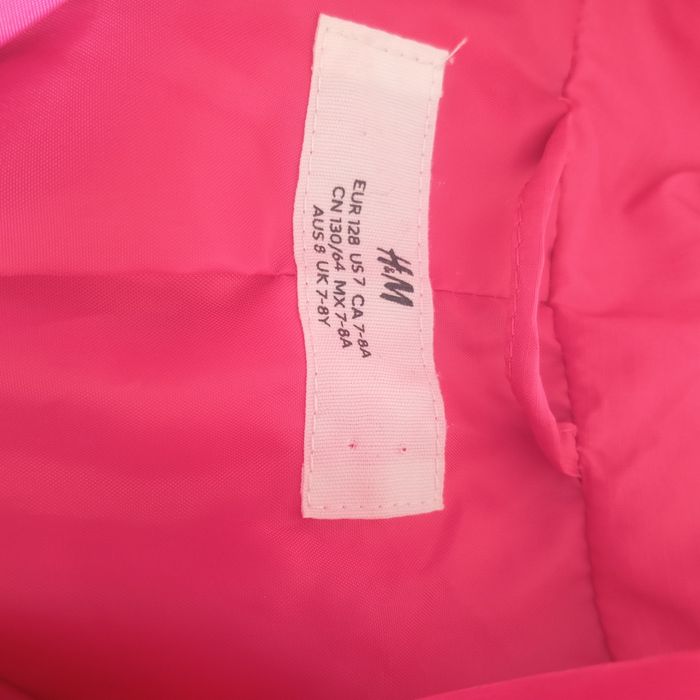 H&M
EUR 128 US 7 CA 7-8A
CN 130/64 MX 7-8A
AUS 8 UK 7-8Y